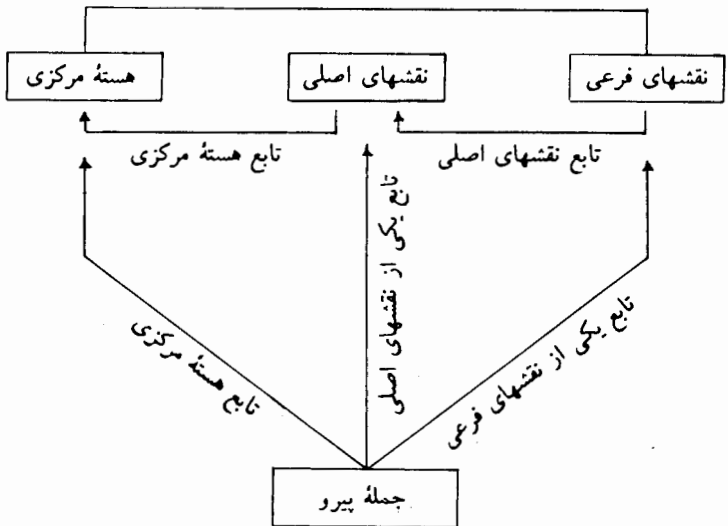 نقشهای فرعی
نقشهای اصلی
هستهٔ مرکزی
تابع نقشهای اصلی
تابع هستهٔ مرکزی
تابع یکی از نقشهای فرعی
تابع یکی از نقشهای اصلی
تابع هستهٔ مرکزی
جملهٔ پیرو